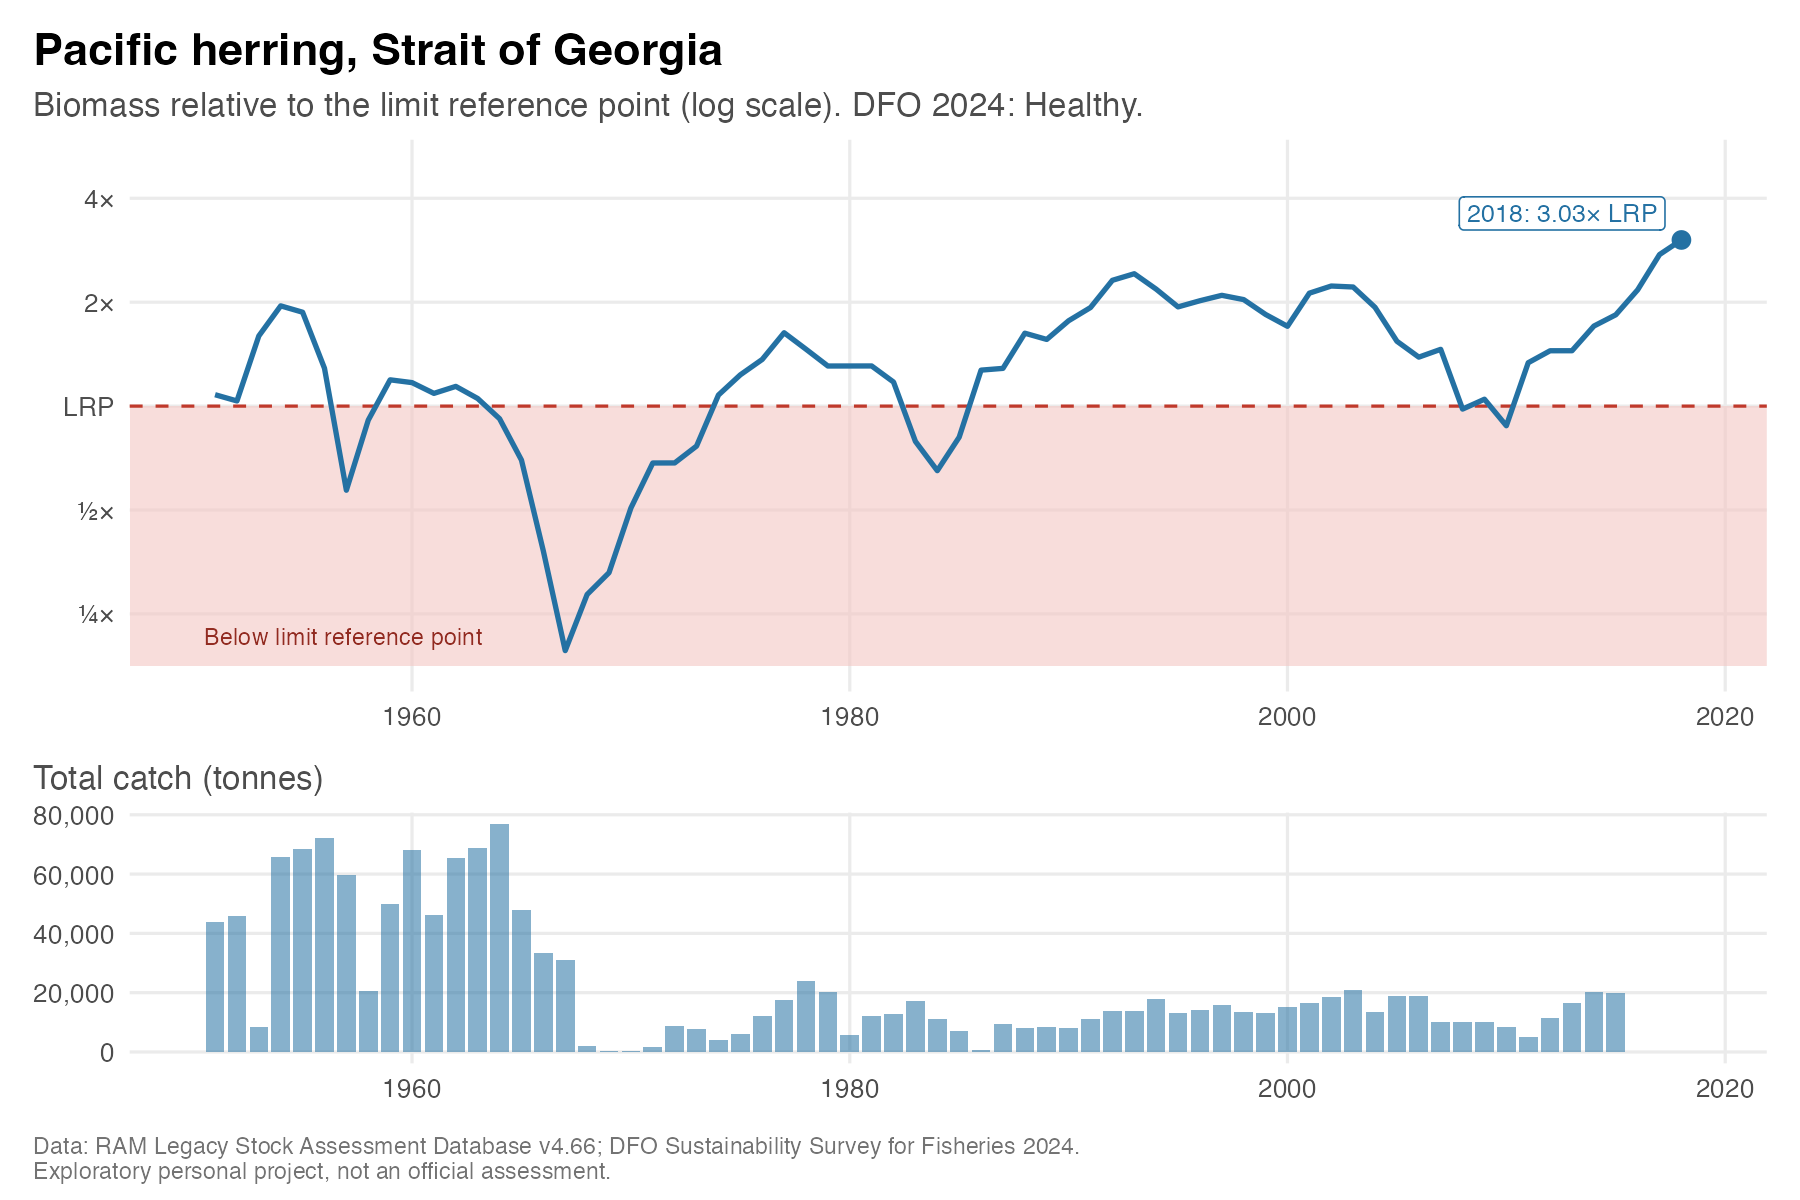 Pacific herring, Strait of Georgia
Biomass relative to the limit reference point (log scale). DFO 2024: Healthy.
4×
2018: 3.03× LRP
2×
LRP
½×
¼×
Below limit reference point
1960 1980 2000 2020
Total catch (tonnes)
80,000
60,000
40,000
20,000
0
1960 1980 2000 2020
Data: RAM Legacy Stock Assessment Database v4.66; DFO Sustainability Survey for Fisheries 2024.
Exploratory personal project, not an official assessment.